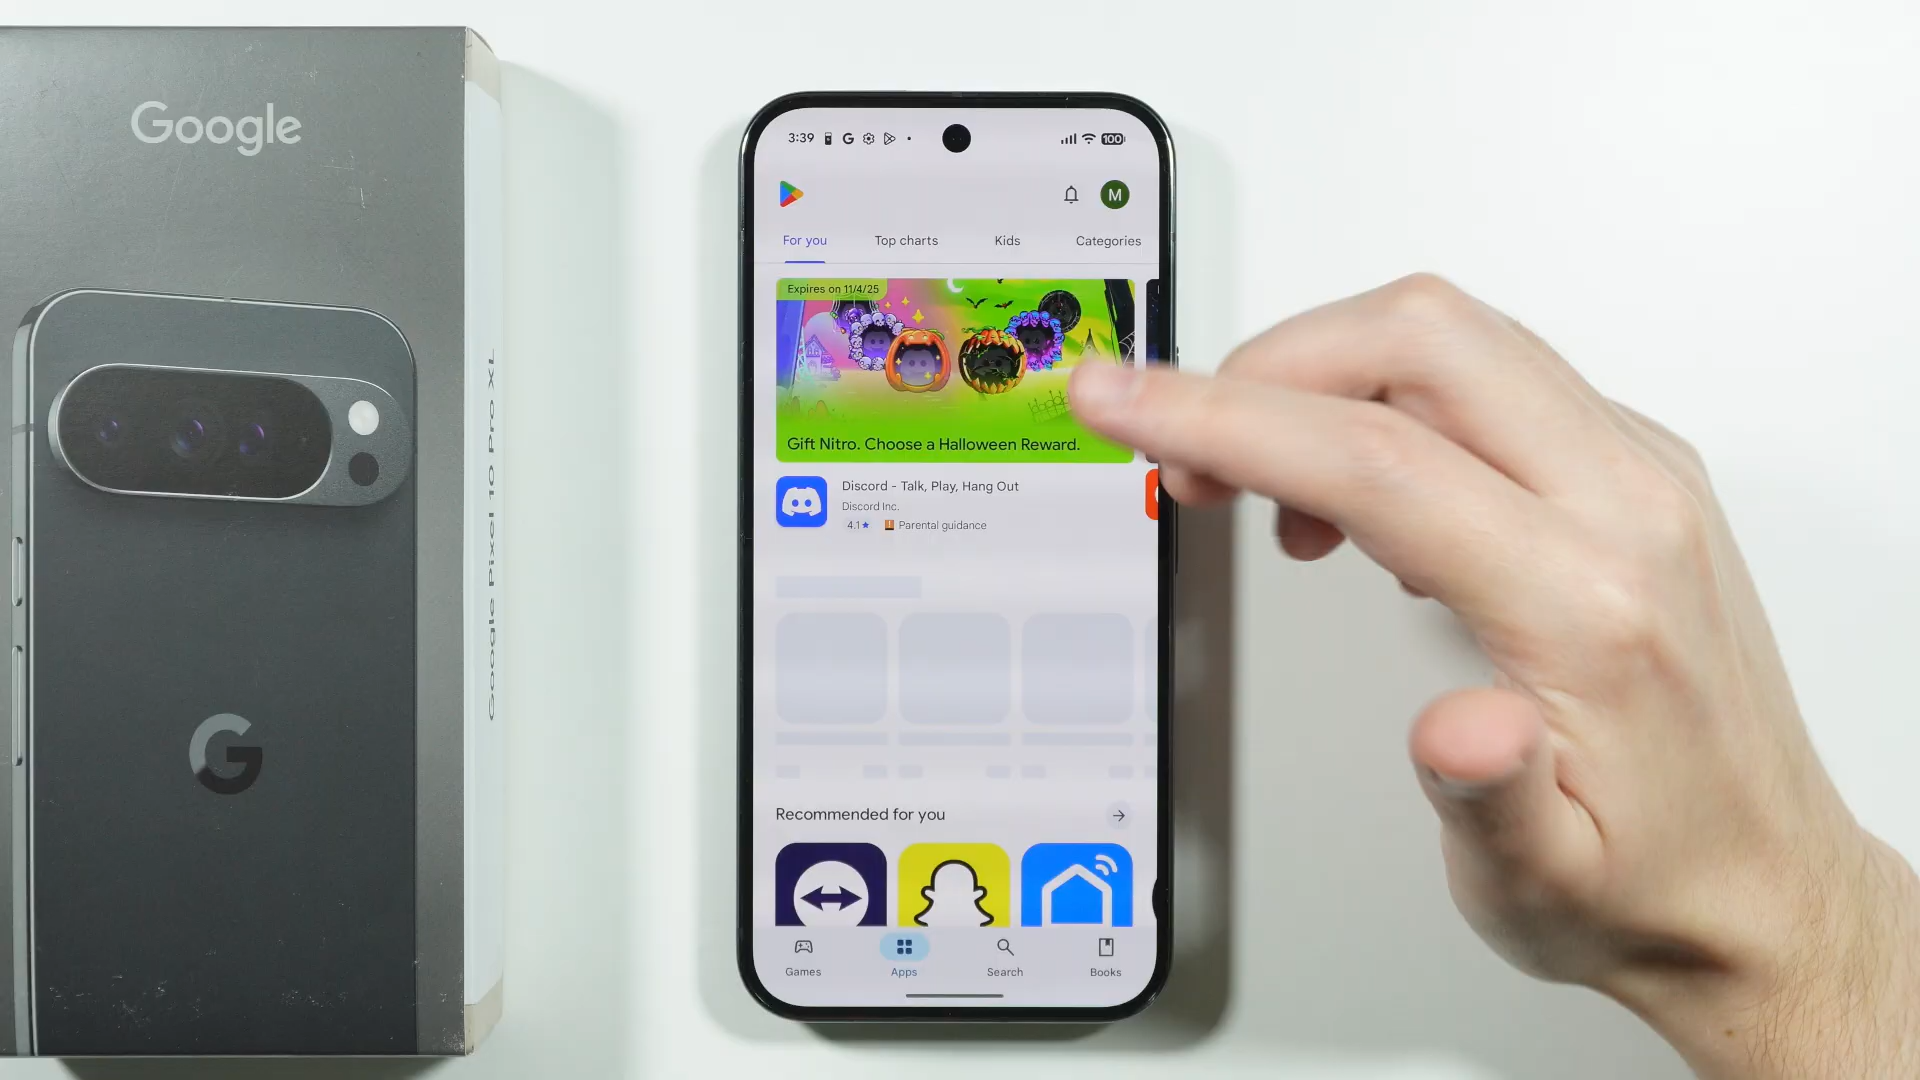 Google
Google Pixel 10 Pro XL
3:39
100
M
For you
Top charts
Kids
Categories
Expires on 11/4/25
Gift Nitro. Choose a Halloween Reward.
Discord - Talk, Play, Hang Out
Discord Inc.
4.1★
Parental guidance
Recommended for you
Games
Apps
Search
Books